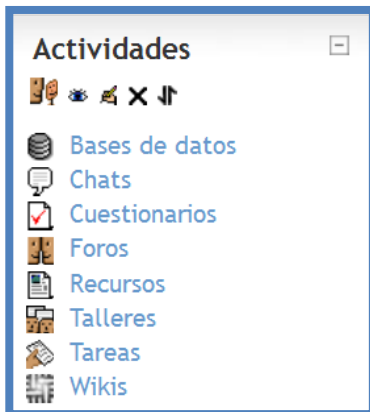 Actividades
Bases de datos
Chats
Cuestionarios
Foros
Recursos
Talleres
Tareas
Wikis